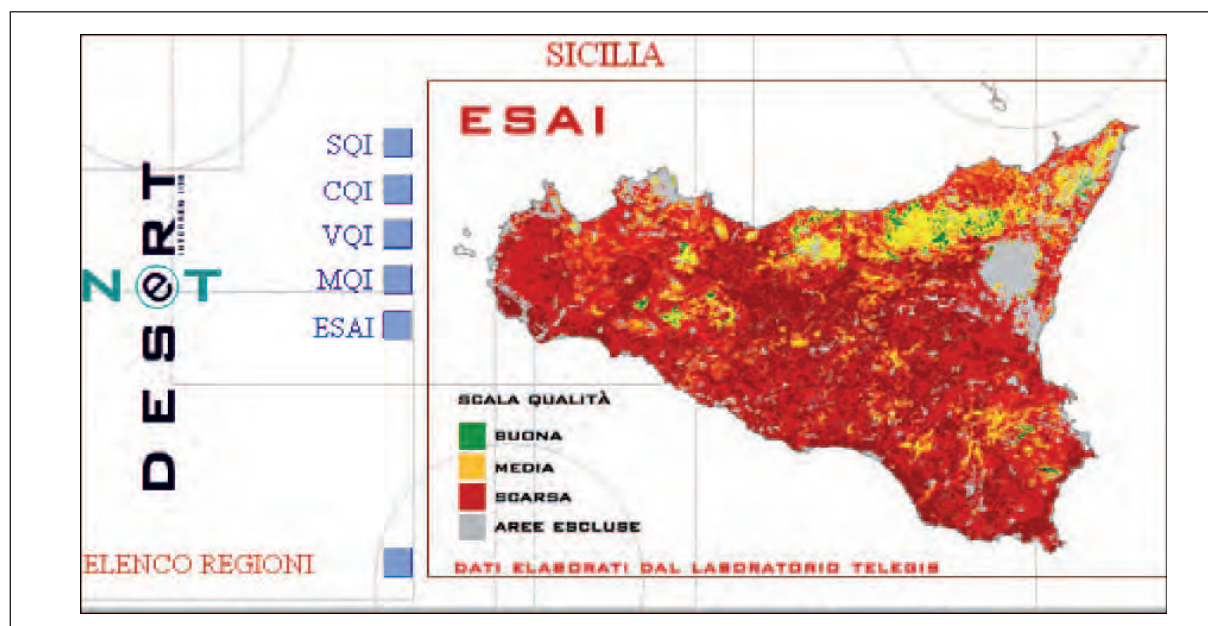 SICILIA
ESAI
SQI
CQI
VQI
MQI
ESAI
DESeRT
NeT
SCALA QUALITÀ
BUONA
MEDIA
SCARSA
AREE ESCLUSE
ELENCO REGIONI
DATI ELABORATI DAL LABORATORIO TELEGIS